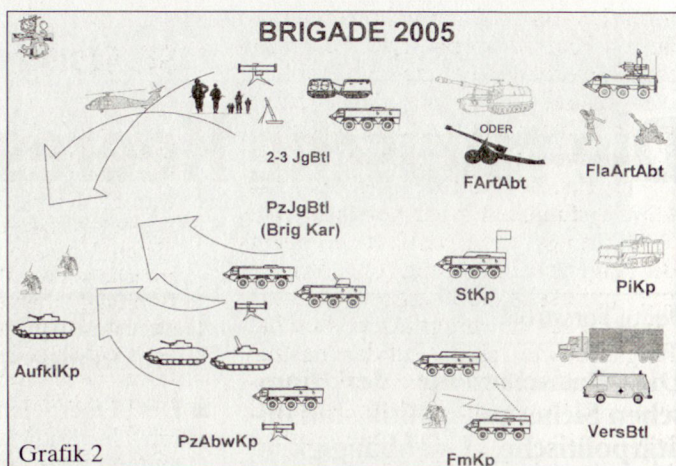 BRIGADE 2005
2-3 JgBtl
PzJgBtl
(Brig Kar)
ODER
FArtAbt
FlaArtAbt
StKp
PiKp
AufklKp
PzAbwKp
FmKp
VersBtl
Grafik 2